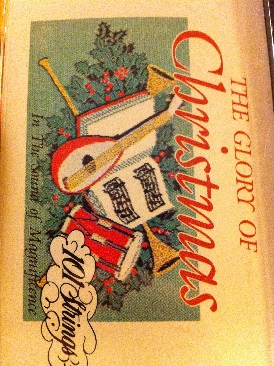 THE GLORY OF
Christmas
101 Strings
In The Sound of Magnificence